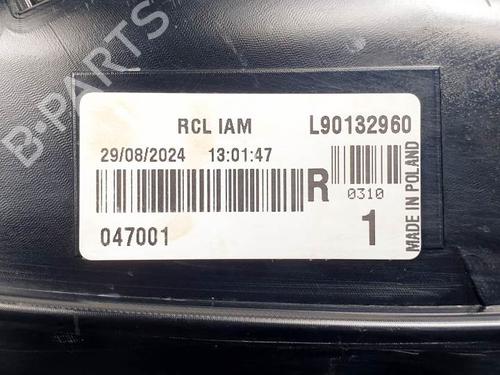 B-PARTS
RCL IAM L90132960
29/08/2024 13:01:47
R
0310
047001
1
MADE IN POLAND